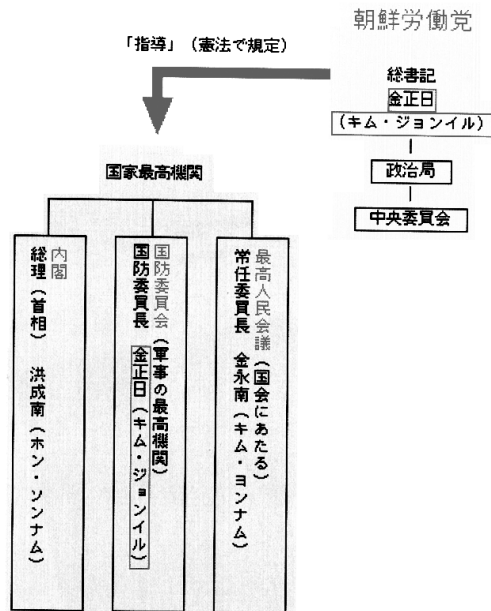 朝鮮労働党
「指導」（憲法で規定）
総書記
金正日
（キム・ジョンイル）
政治局
中央委員会
国家最高機関
最高人民会議（国会にあたる）
常任委員長　金永南（キム・ヨンナム）
国防委員会（軍事の最高機関）
国防委員長　金正日（キム・ジョンイル）
内閣
総理（首相）　洪成南（ホン・ソンナム）